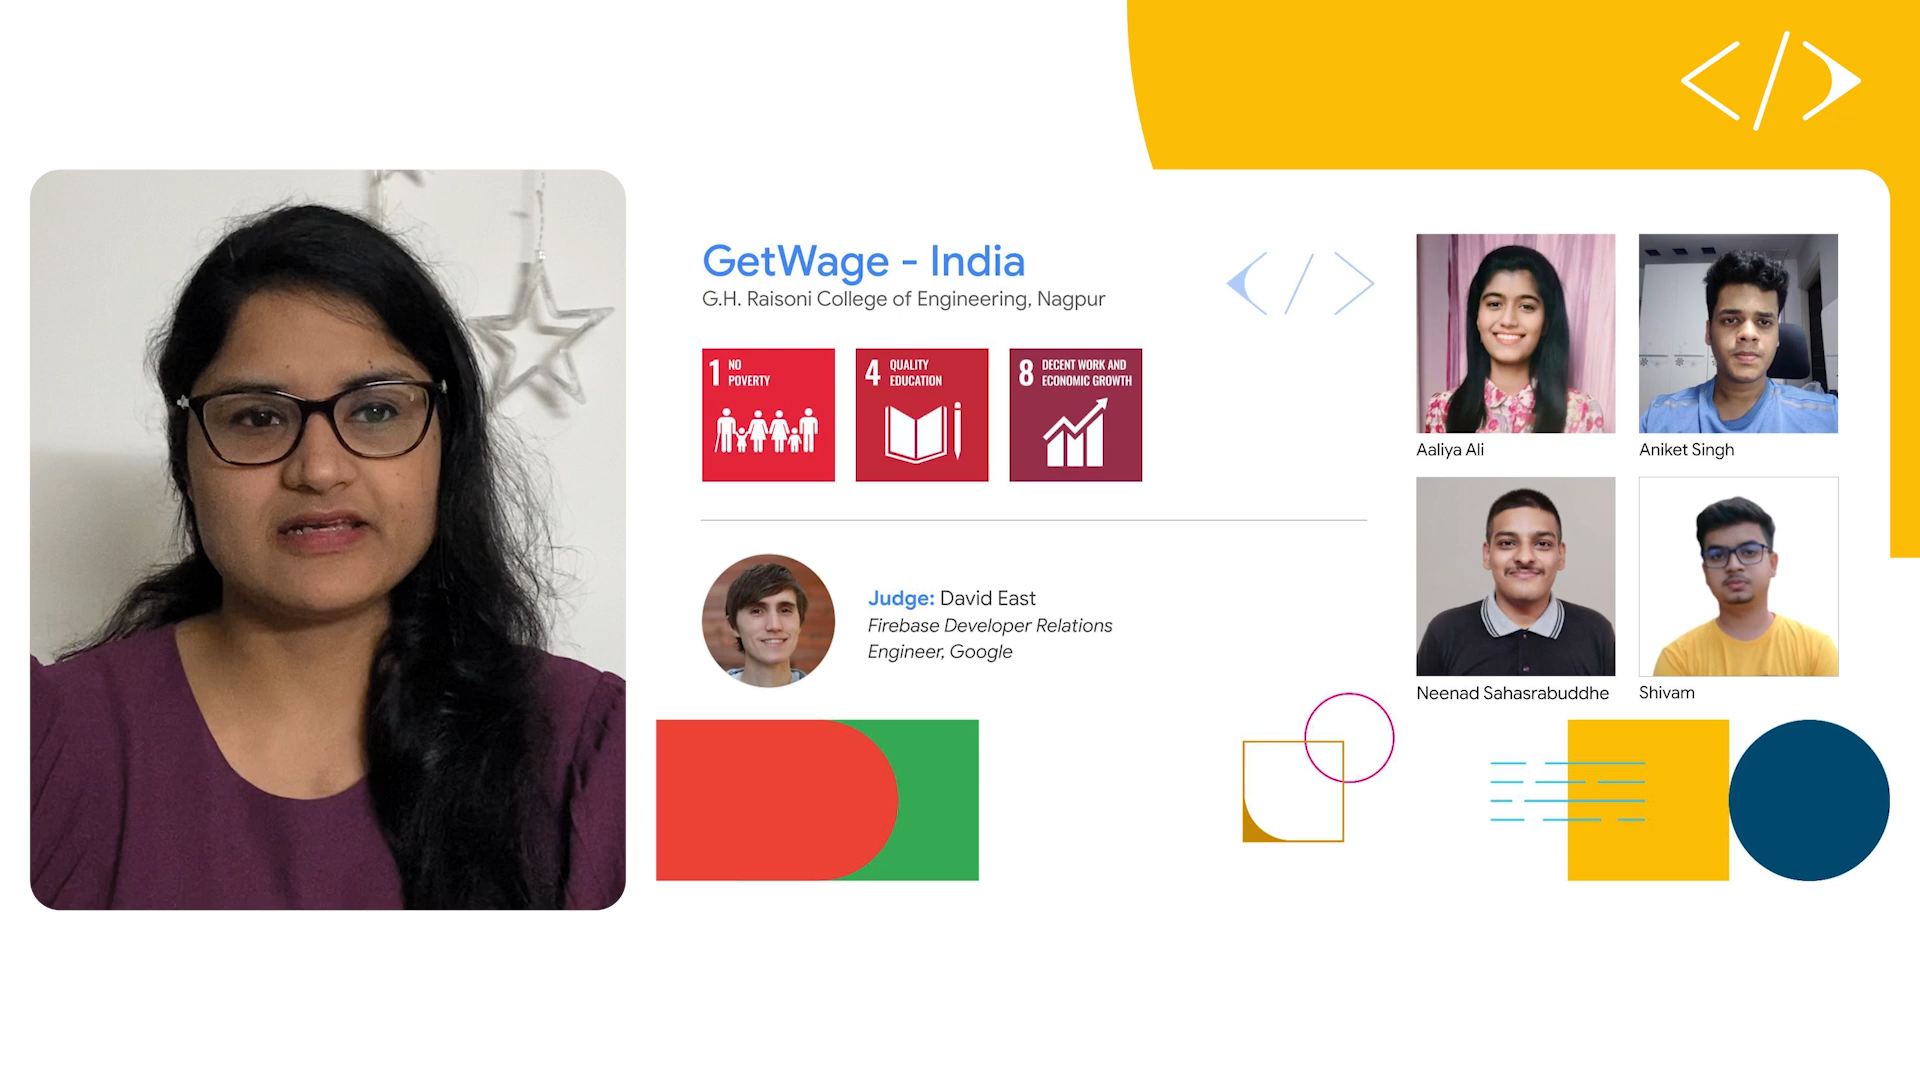 GetWage - India
G.H. Raisoni College of Engineering, Nagpur
1 NO
POVERTY
4 QUALITY
EDUCATION
8 DECENT WORK AND
ECONOMIC GROWTH
Judge: David East
Firebase Developer Relations
Engineer, Google
Aaliya Ali
Aniket Singh
Neenad Sahasrabuddhe
Shivam